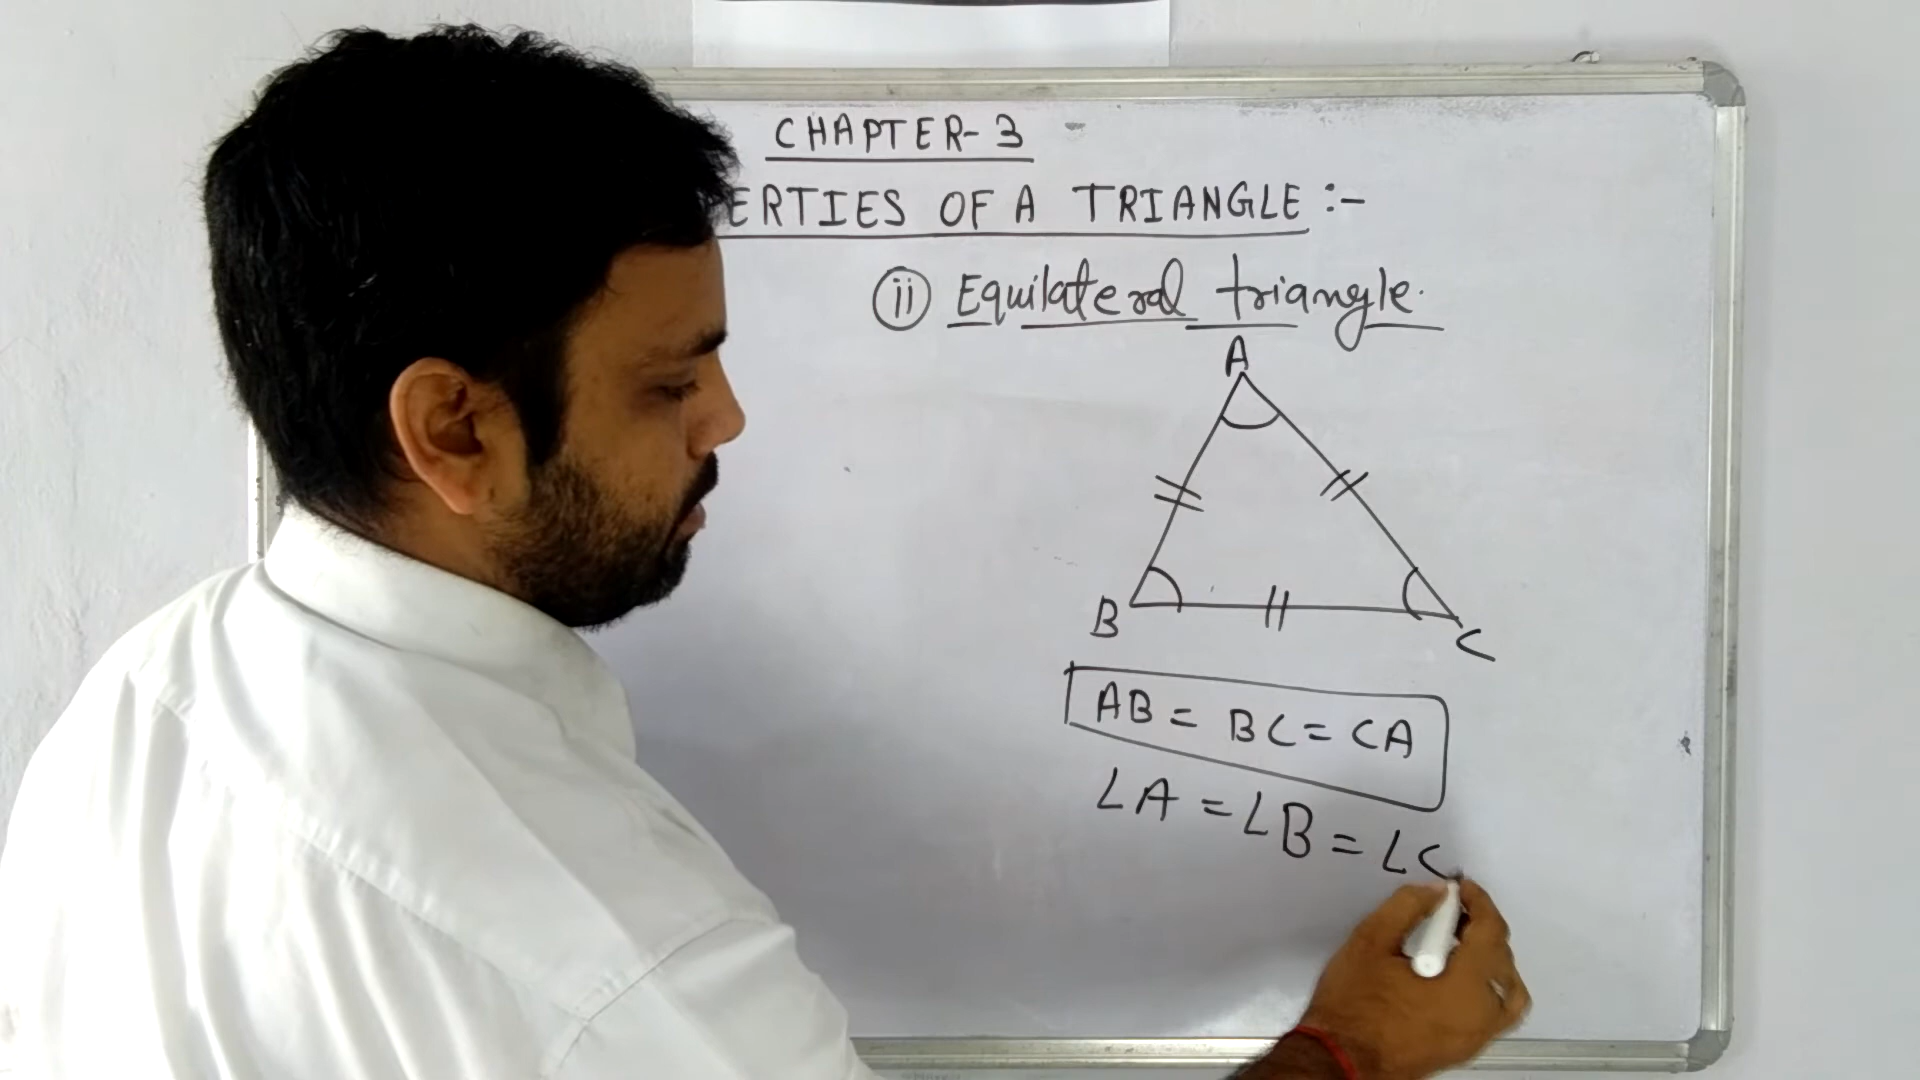 CHAPTER-3
ERTIES OF A TRIANGLE :-
ii Equilateral triangle.
A
B
C
AB = BC = CA
∠A = ∠B = ∠C